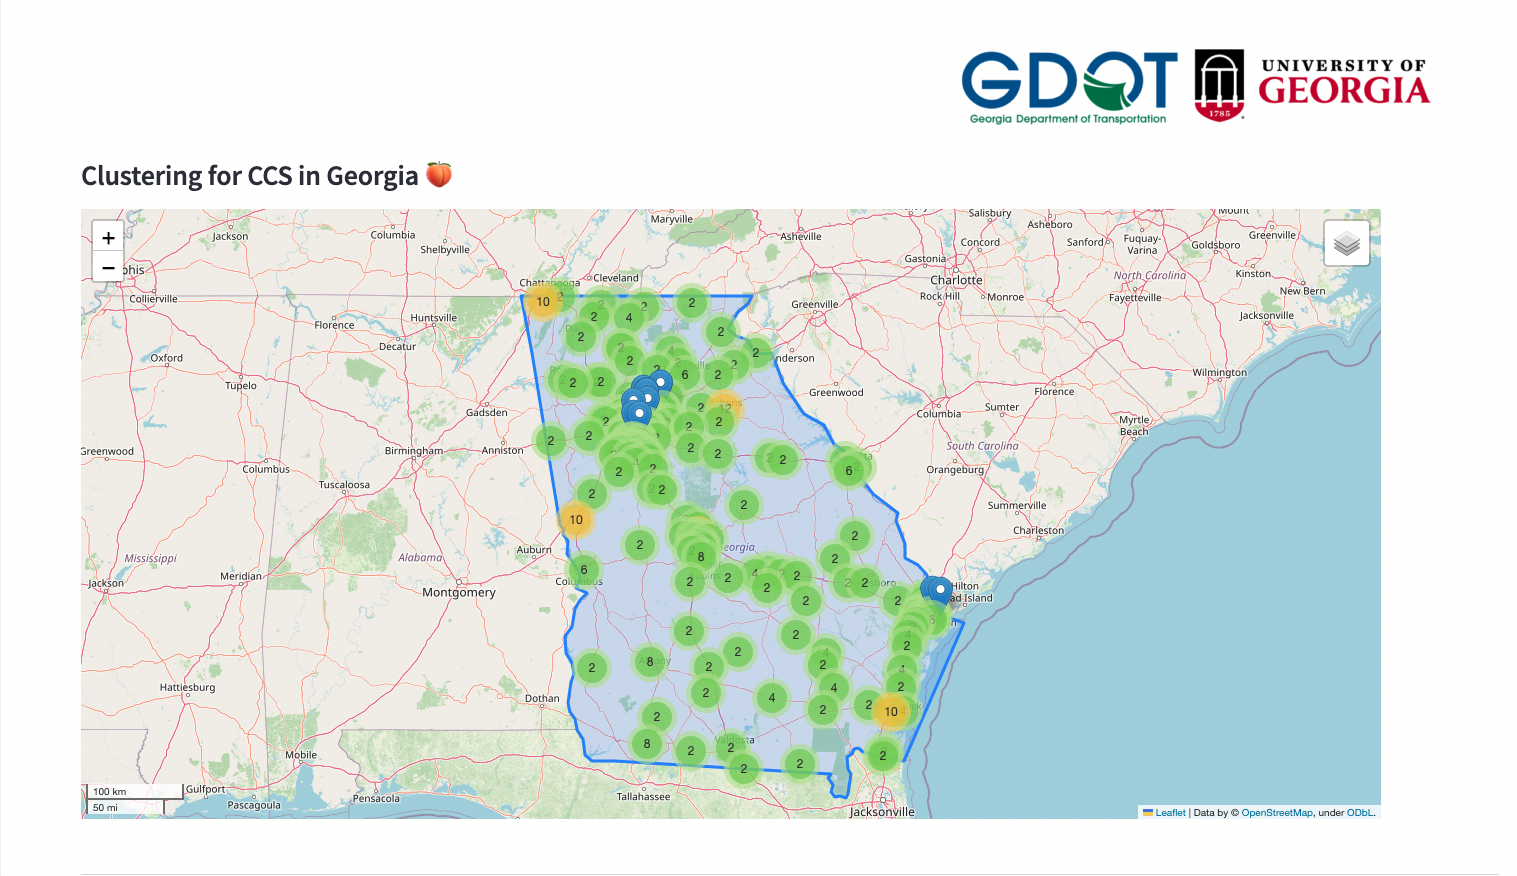 GDOT
Georgia Department of Transportation
UNIVERSITY OF
GEORGIA
1785
Clustering for CCS in Georgia 🍑
+
−
Jackson
Columbia
Shelbyville
Maryville
Asheville
Salisbury
Asheboro
Mount
Sanford
Fuquay-
Varina
Goldsboro
Greenville
Concord
Gastonia
Charlotte
Kinston
North Carolina
Collierville
Chattanooga
Cleveland
Greenville
Rock Hill
Monroe
Fayetteville
New Bern
Jacksonville
Florence
Huntsville
Decatur
Oxford
Tupelo
Gadsden
Greenwood
Columbia
Sumter
Florence
Wilmington
Myrtle
Beach
Greenwood
Columbus
Birmingham
Anniston
South Carolina
Orangeburg
Tuscaloosa
Summerville
Charleston
Mississippi
Alabama
Auburn
Jackson
Meridian
Montgomery
Columbus
Hilton
Hattiesburg
Dothan
Albany
Valdosta
Mobile
Gulfport
Pascagoula
Pensacola
Tallahassee
Jacksonville
10
2
2
4
2
2
2
2
2
2
6
2
2
2
2
2
2
2
2
2
2
2
6
2
2
10
2
2
2
8
2
6
2
2
4
2
2
2
2
2
2
2
2
2
2
8
2
2
2
4
2
4
2
2
2
10
2
8
2
2
2
2
2
100 km
50 mi
Leaflet | Data by © OpenStreetMap, under ODbL.